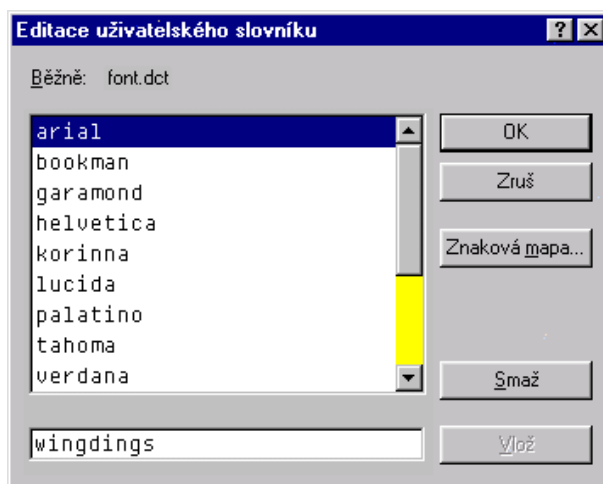 Editace uživatelského slovníku
Běžně: font.dct
arial
bookman
garamond
helvetica
korinna
lucida
palatino
tahoma
verdana
wingdings
OK
Zruš
Znaková mapa...
Smaž
Vlož